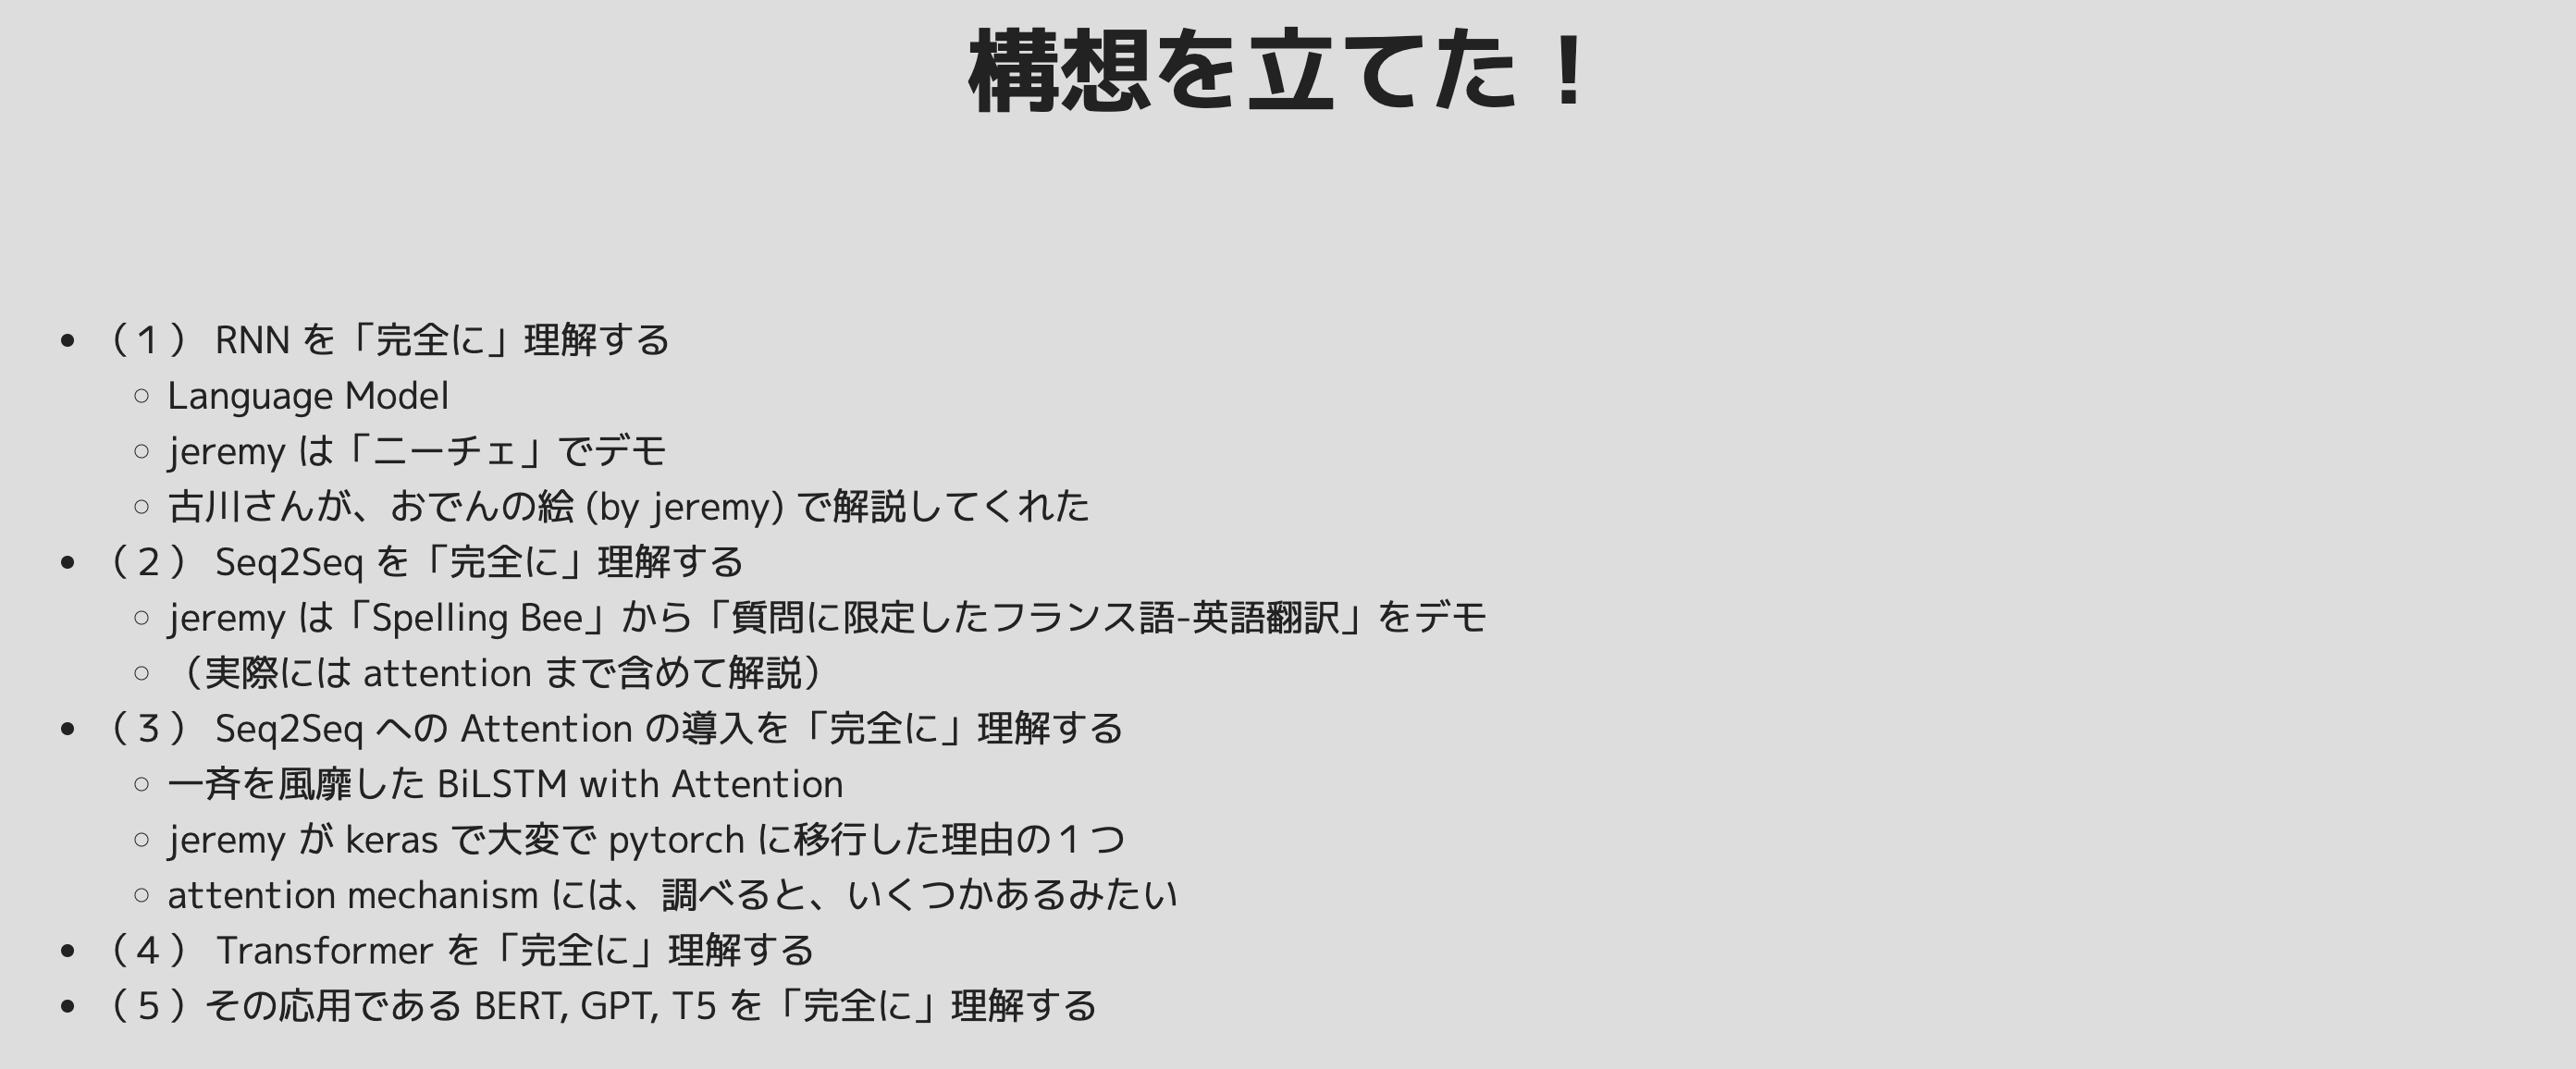 構想を立てた！
（１） RNN を「完全に」理解する
Language Model
jeremy は「ニーチェ」でデモ
古川さんが、おでんの絵 (by jeremy) で解説してくれた
（２） Seq2Seq を「完全に」理解する
jeremy は「Spelling Bee」から「質問に限定したフランス語-英語翻訳」をデモ
（実際には attention まで含めて解説）
（３） Seq2Seq への Attention の導入を「完全に」理解する
一斉を風靡した BiLSTM with Attention
jeremy が keras で大変で pytorch に移行した理由の１つ
attention mechanism には、調べると、いくつかあるみたい
（４） Transformer を「完全に」理解する
（５）その応用である BERT, GPT, T5 を「完全に」理解する